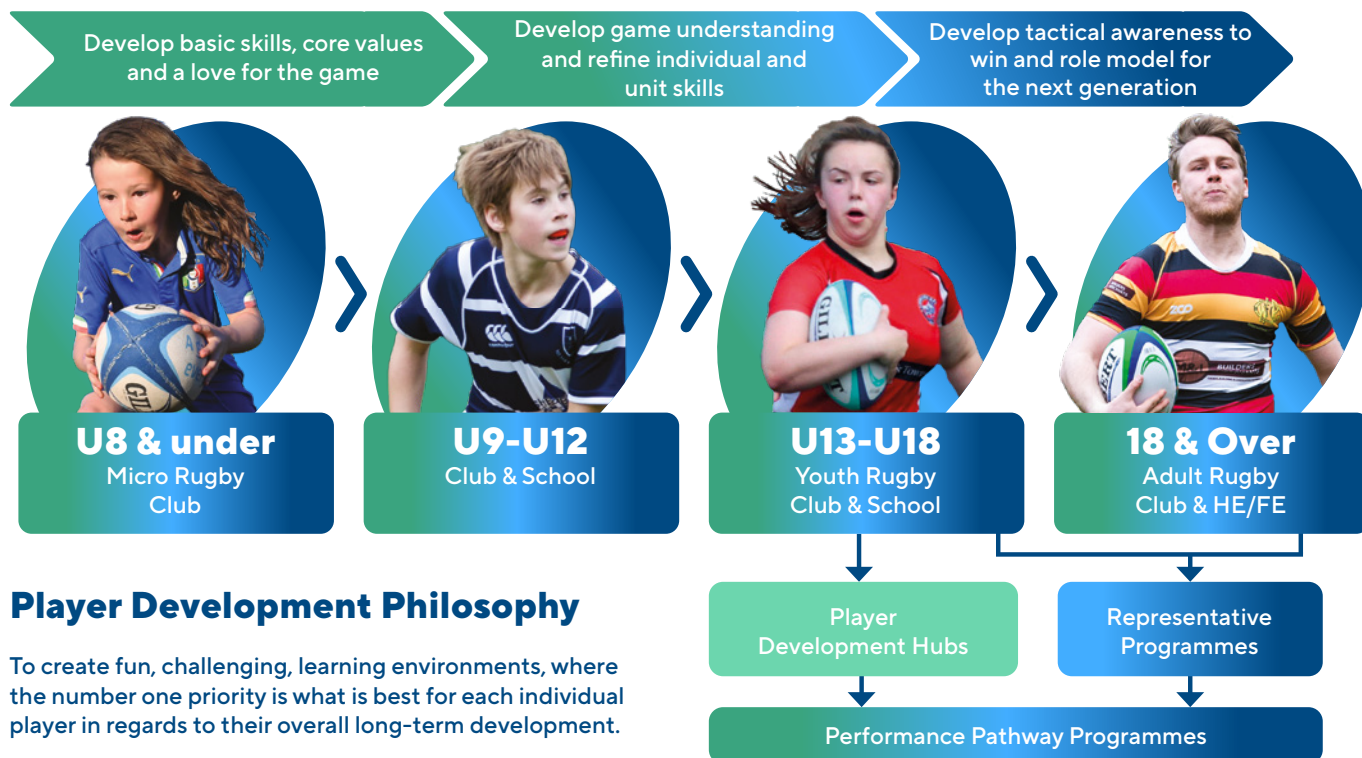 Develop basic skills, core values
and a love for the game
Develop game understanding
and refine individual and
unit skills
Develop tactical awareness to
win and role model for
the next generation
GIL
GILL
ERT
BUILDERS
U8 & under
Micro Rugby
Club
U9-U12
Club & School
U13-U18
Youth Rugby
Club & School
18 & Over
Adult Rugby
Club & HE/FE
Player
Development Hubs
Representative
Programmes
Performance Pathway Programmes
Player Development Philosophy
To create fun, challenging, learning environments, where
the number one priority is what is best for each individual
player in regards to their overall long-term development.